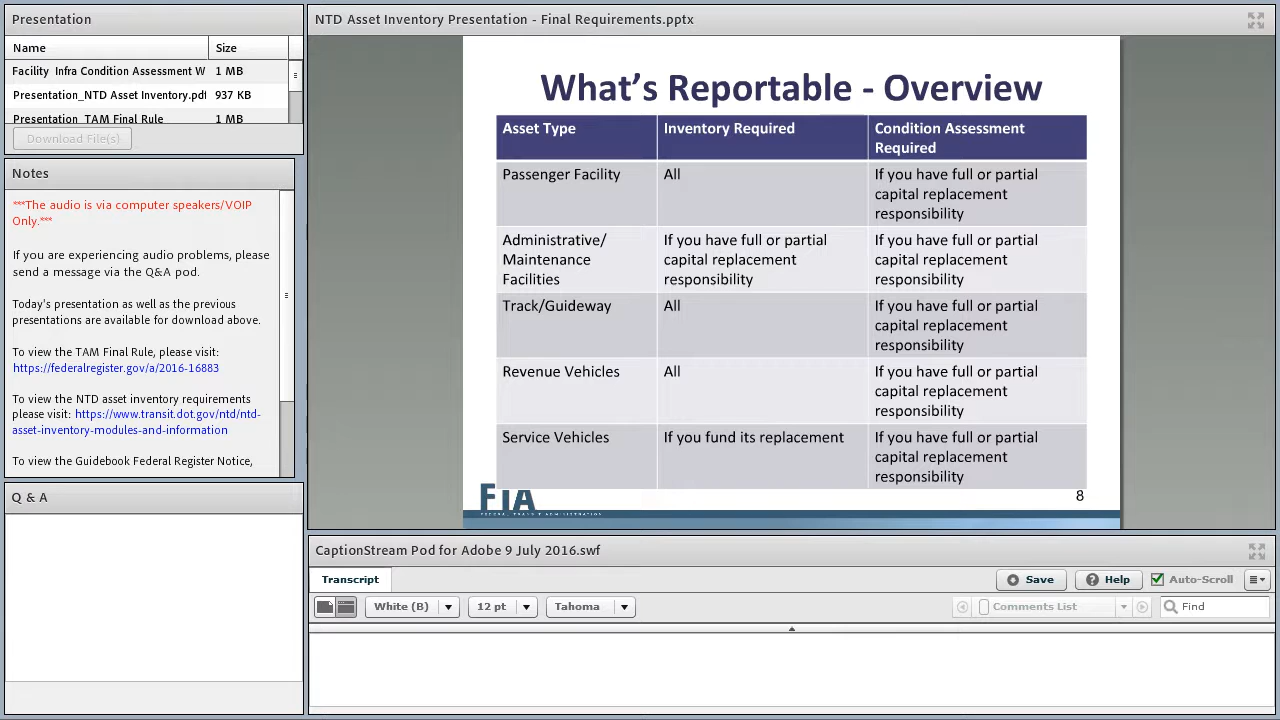 Presentation
Name Size
Facility Infra Condition Assessment W 1 MB
Presentation_NTD Asset Inventory.pdf 937 KB
Presentation_TAM Final Rule 1 MB
Download File(s)
Notes
***The audio is via computer speakers/VOIP
Only.***
If you are experiencing audio problems, please
send a message via the Q&A pod.
Today's presentation as well as the previous
presentations are available for download above.
To view the TAM Final Rule, please visit:
https://federalregister.gov/a/2016-16883
To view the NTD asset inventory requirements
please visit: https://www.transit.dot.gov/ntd/ntd-
asset-inventory-modules-and-information
To view the Guidebook Federal Register Notice,
Q & A
NTD Asset Inventory Presentation - Final Requirements.pptx
What's Reportable - Overview
Asset Type
Inventory Required
Condition Assessment
Required
Passenger Facility
All
If you have full or partial
capital replacement
responsibility
Administrative/
Maintenance
Facilities
If you have full or partial
capital replacement
responsibility
If you have full or partial
capital replacement
responsibility
Track/Guideway
All
If you have full or partial
capital replacement
responsibility
Revenue Vehicles
All
If you have full or partial
capital replacement
responsibility
Service Vehicles
If you fund its replacement
If you have full or partial
capital replacement
responsibility
FTA
FEDERAL TRANSIT ADMINISTRATION
8
CaptionStream Pod for Adobe 9 July 2016.swf
Transcript
Save Help Auto-Scroll
White (B) 12 pt Tahoma Comments List Find